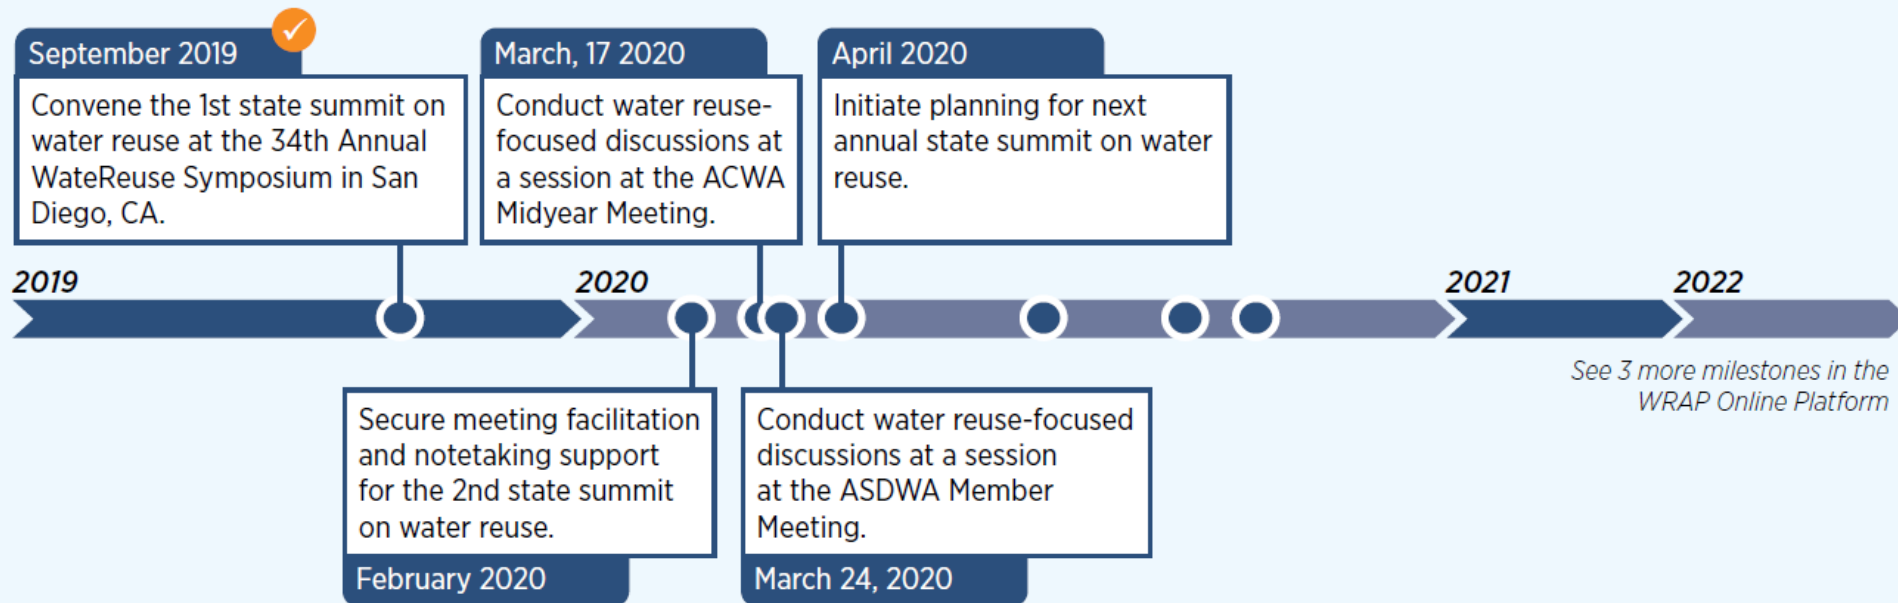 September 2019
Convene the 1st state summit on
water reuse at the 34th Annual
WateReuse Symposium in San
Diego, CA.
March, 17 2020
Conduct water reuse-
focused discussions at
a session at the ACWA
Midyear Meeting.
April 2020
Initiate planning for next
annual state summit on water
reuse.
2019
2020
2021
2022
See 3 more milestones in the
WRAP Online Platform
Secure meeting facilitation
and notetaking support
for the 2nd state summit
on water reuse.
February 2020
Conduct water reuse-focused
discussions at a session
at the ASDWA Member
Meeting.
March 24, 2020